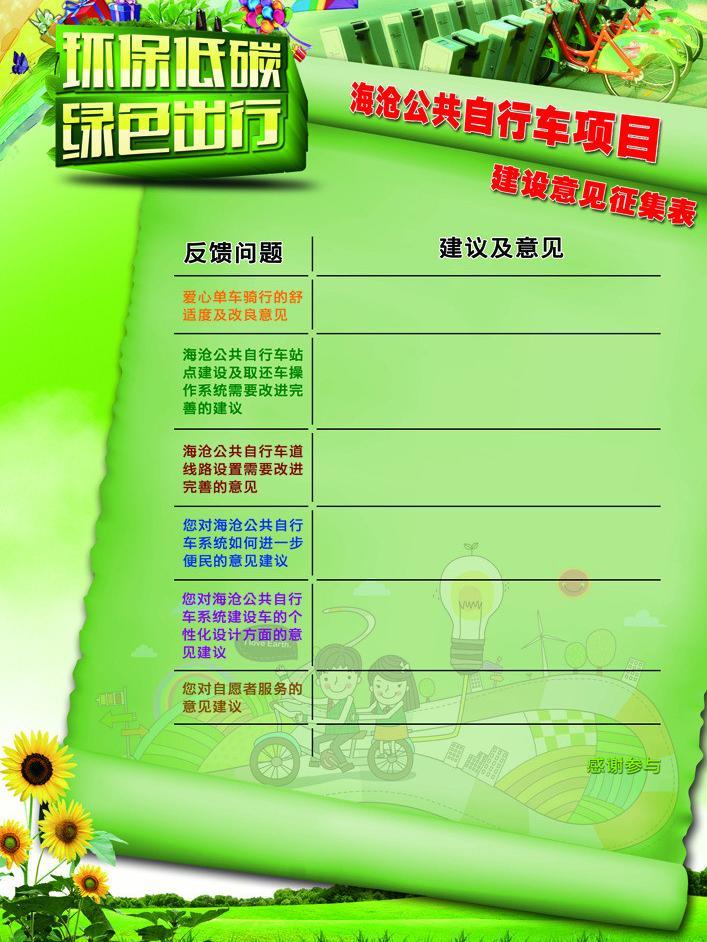 环保低碳
绿色出行
海沧公共自行车项目
建设意见征集表
反馈问题
建议及意见
爱心单车骑行的舒
适度及改良意见
海沧公共自行车站
点建设及取还车操
作系统需要改进完
善的建议
海沧公共自行车道
线路设置需要改进
完善的意见
您对海沧公共自行
车系统如何进一步
便民的意见建议
您对海沧公共自行
车系统建设车的个
性化设计方面的意
见建议
I love Earth.
您对自愿者服务的
意见建议
感谢参与